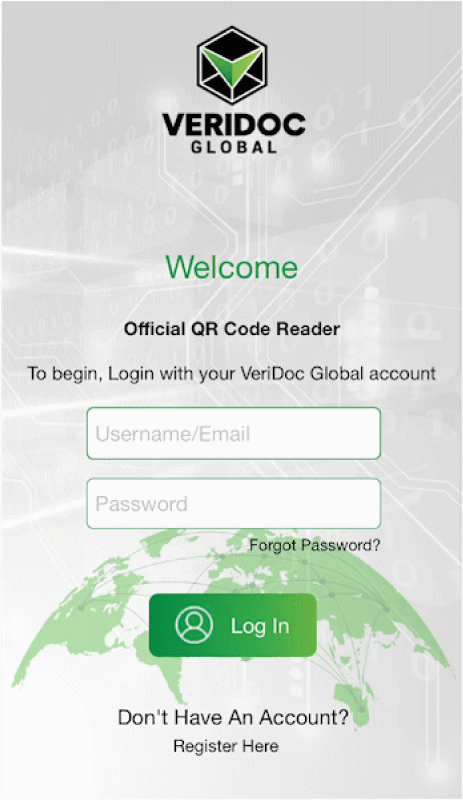 VERIDOC
GLOBAL
Welcome
Official QR Code Reader
To begin, Login with your VeriDoc Global account
Username/Email
Password
Forgot Password?
Log In
Don't Have An Account?
Register Here